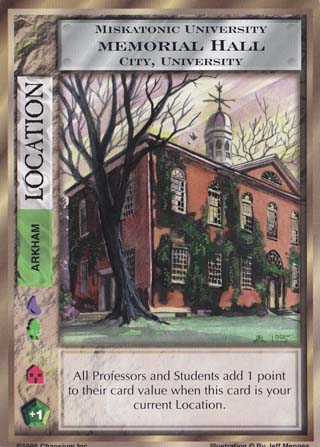 Miskatonic University
Memorial Hall
City, University
LOCATION
ARKHAM
1995
+1
All Professors and Students add 1 point
to their card value when this card is your
current Location.
©1996 Chaosium Inc.
Illustration © By Jeff Menges